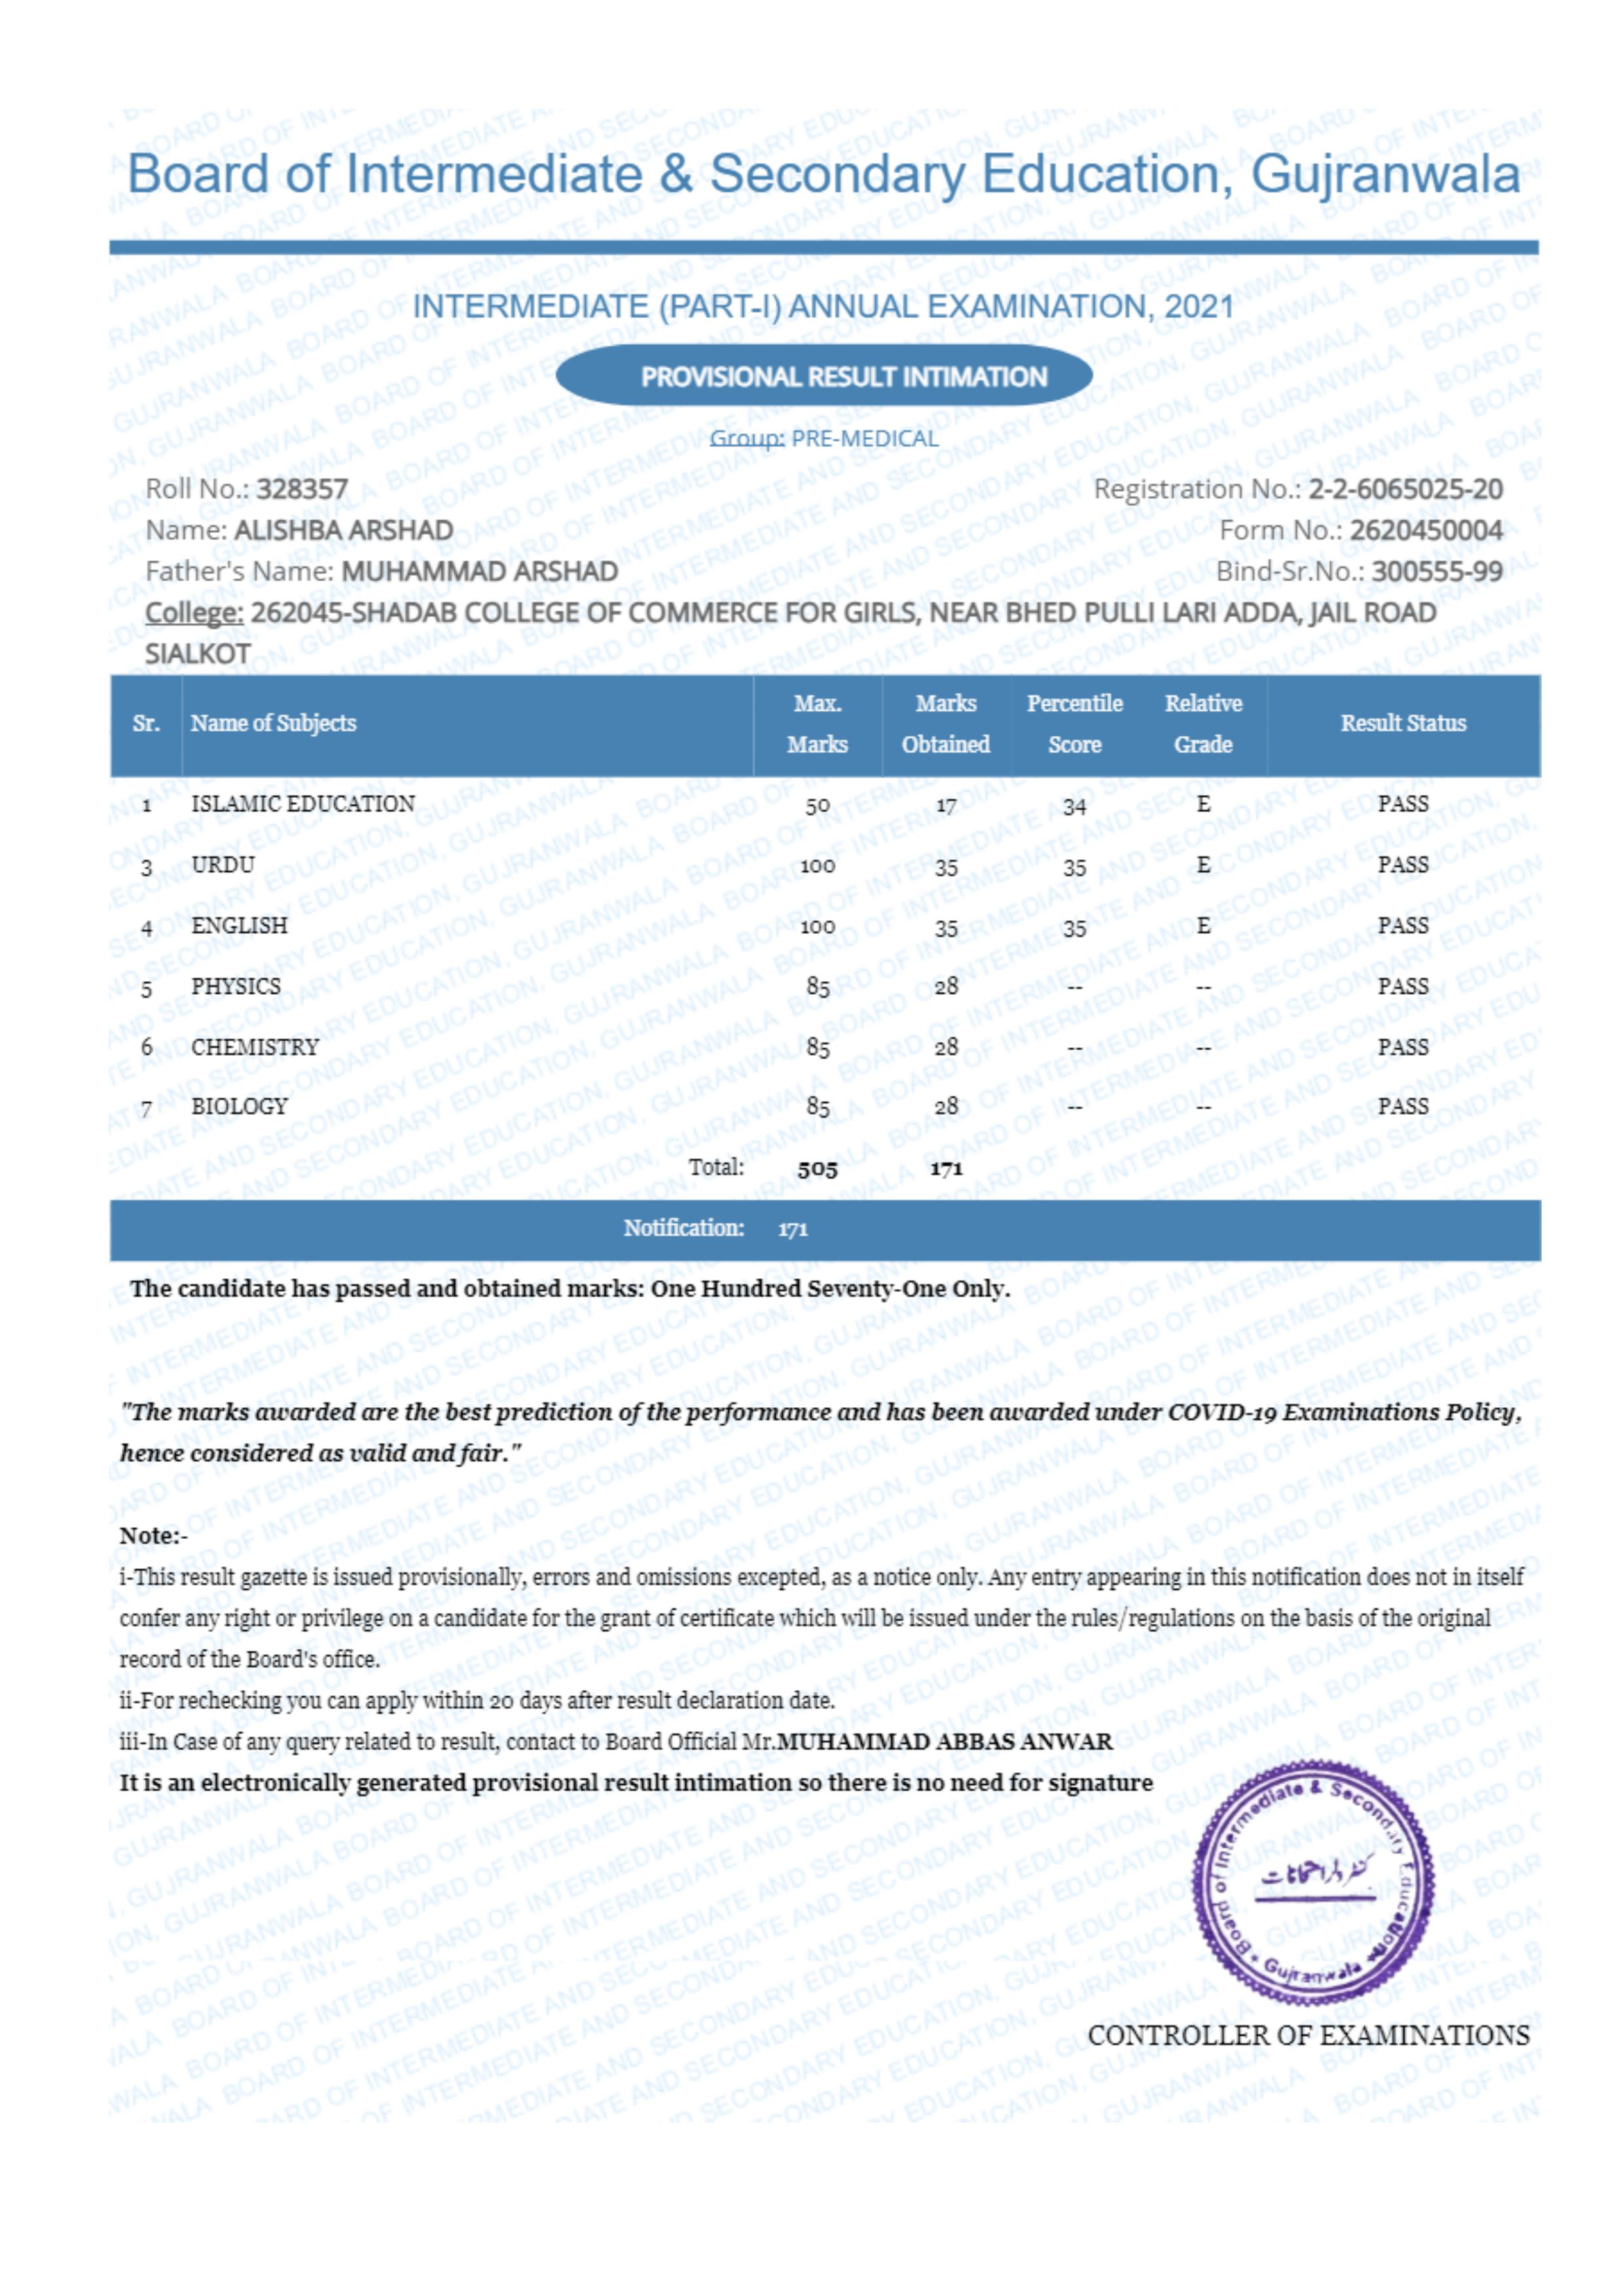 Board of Intermediate & Secondary Education, Gujranwala
INTERMEDIATE (PART-I) ANNUAL EXAMINATION, 2021
PROVISIONAL RESULT INTIMATION
Group: PRE-MEDICAL
Roll No.: 328357 Registration No.: 2-2-6065025-20
Name: ALISHBA ARSHAD Form No.: 2620450004
Father's Name: MUHAMMAD ARSHAD Bind-Sr.No.: 300555-99
College: 262045-SHADAB COLLEGE OF COMMERCE FOR GIRLS, NEAR BHED PULLI LARI ADDA, JAIL ROAD
SIALKOT
Sr. Name of Subjects Max. Marks Marks Obtained Percentile Score Relative Grade Result Status
1 ISLAMIC EDUCATION 50 17 34 E PASS
3 URDU 100 35 35 E PASS
4 ENGLISH 100 35 35 E PASS
5 PHYSICS 85 28 -- -- PASS
6 CHEMISTRY 85 28 -- -- PASS
7 BIOLOGY 85 28 -- -- PASS
Total: 505 171
Notification: 171
The candidate has passed and obtained marks: One Hundred Seventy-One Only.
"The marks awarded are the best prediction of the performance and has been awarded under COVID-19 Examinations Policy,
hence considered as valid and fair."
Note:-
i-This result gazette is issued provisionally, errors and omissions excepted, as a notice only. Any entry appearing in this notification does not in itself
confer any right or privilege on a candidate for the grant of certificate which will be issued under the rules/regulations on the basis of the original
record of the Board's office.
ii-For rechecking you can apply within 20 days after result declaration date.
iii-In Case of any query related to result, contact to Board Official Mr.MUHAMMAD ABBAS ANWAR
It is an electronically generated provisional result intimation so there is no need for signature
Board of Intermediate & Secondary Education
کنٹرولر امتحانات
Gujranwala
CONTROLLER OF EXAMINATIONS